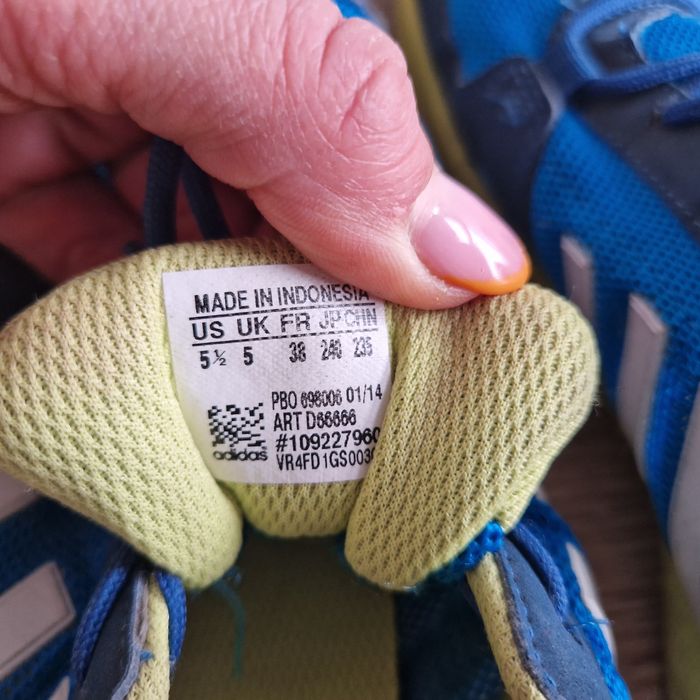 MADE IN INDONESIA
US UK FR JP CHN
5½ 5 38 240 235
PBO 698006 01/14
ART D66666
#109227960
adidas VR4FD1GS003